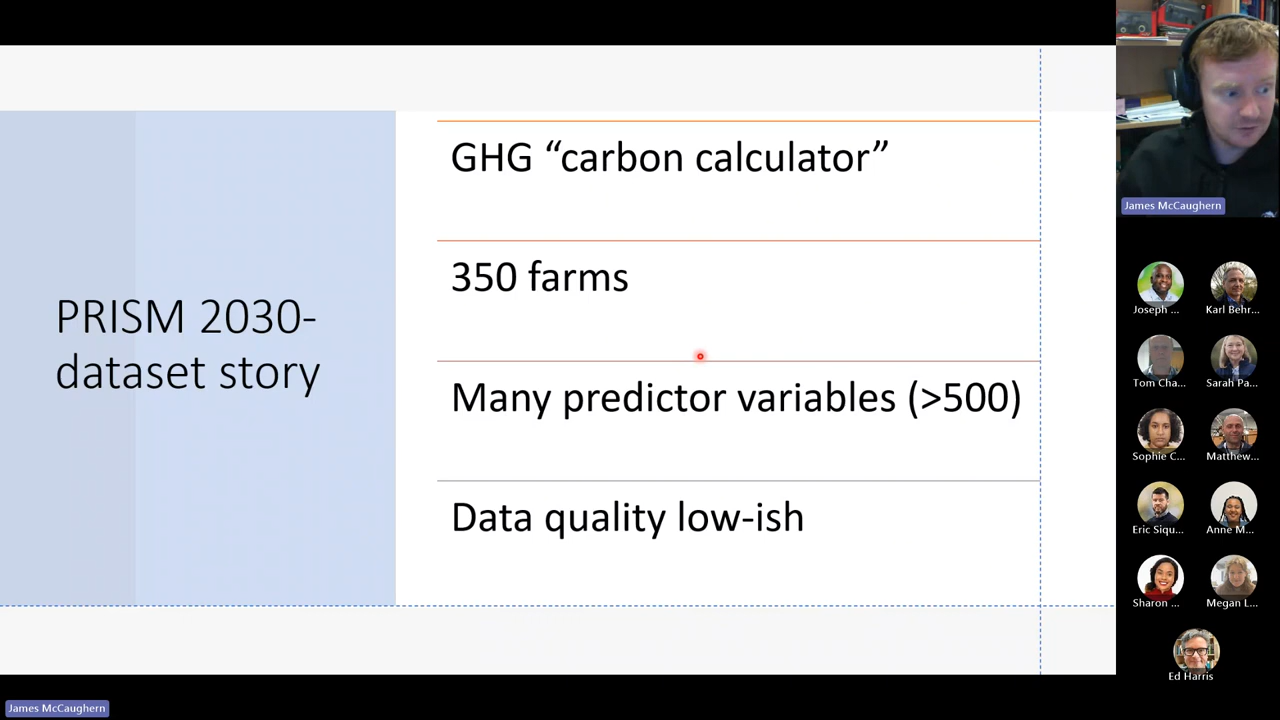 PRISM 2030-
dataset story
GHG “carbon calculator”
350 farms
Many predictor variables (>500)
Data quality low-ish
James McCaughern
Joseph ...
Karl Behr...
Tom Cha...
Sarah Pa...
Sophie C...
Matthew...
Eric Siqu...
Anne M...
Sharon ...
Megan L...
Ed Harris
James McCaughern